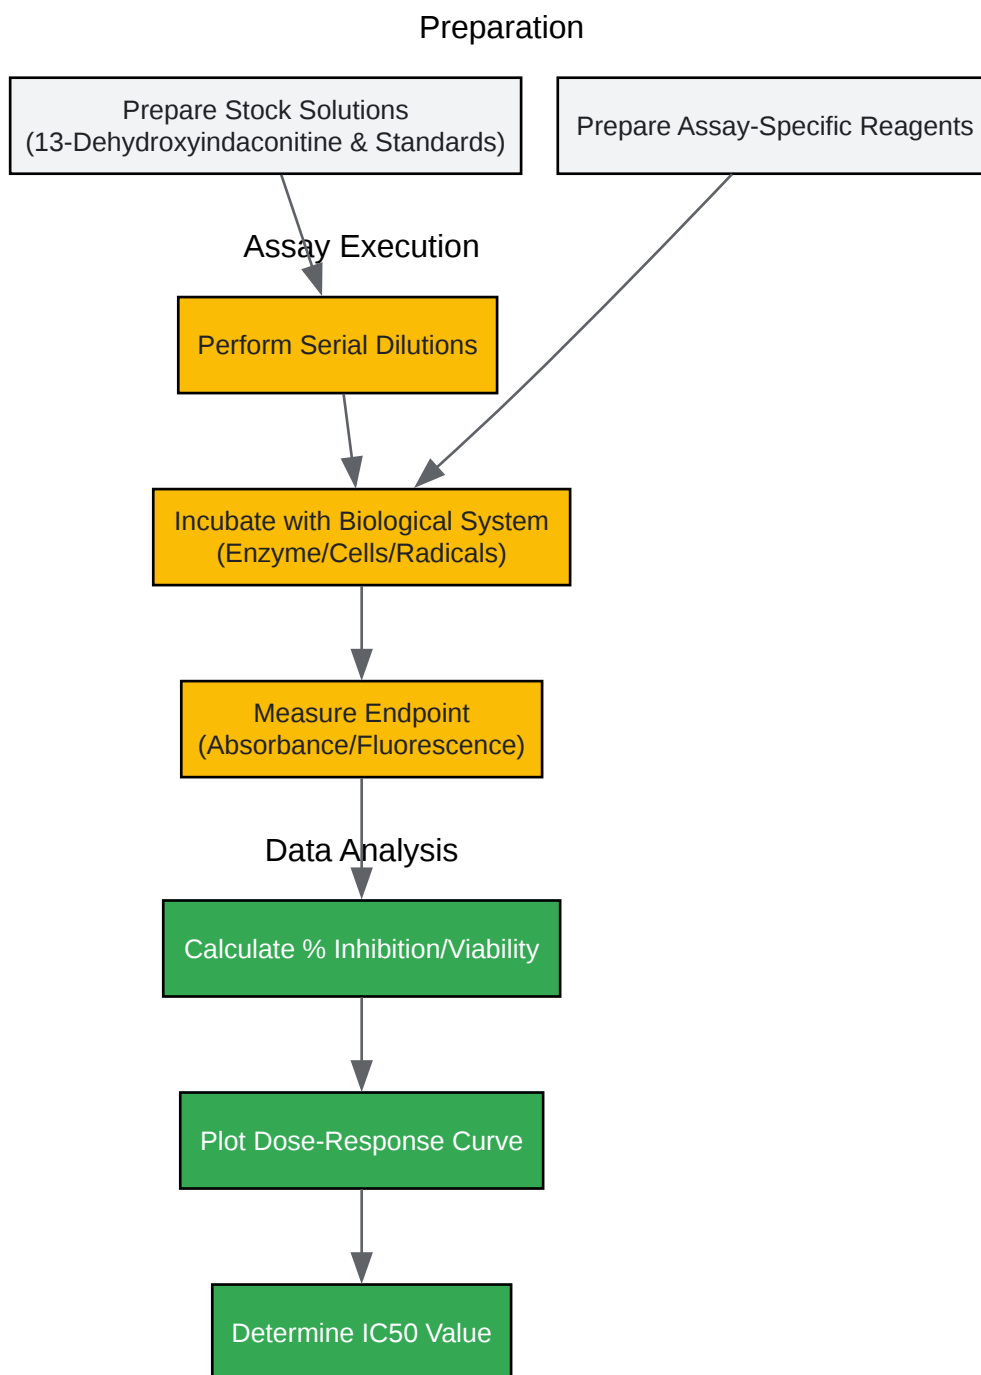 Preparation
Prepare Stock Solutions
(13-Dehydroxyindaconitine & Standards)
Prepare Assay-Specific Reagents
Assay Execution
Perform Serial Dilutions
Incubate with Biological System
(Enzyme/Cells/Radicals)
Measure Endpoint
(Absorbance/Fluorescence)
Data Analysis
Calculate % Inhibition/Viability
Plot Dose-Response Curve
Determine IC50 Value